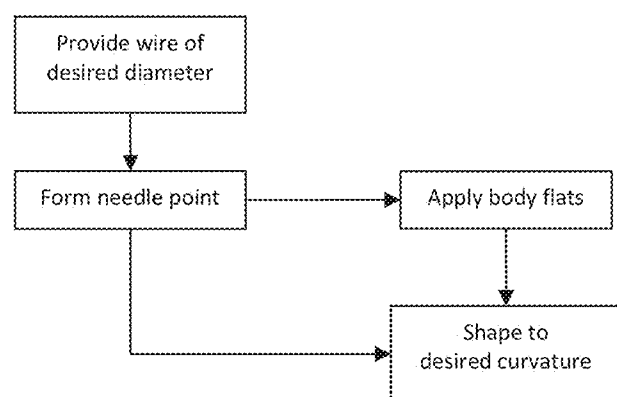 Provide wire of
desired diameter
Form needle point
Apply body flats
Shape to
desired curvature